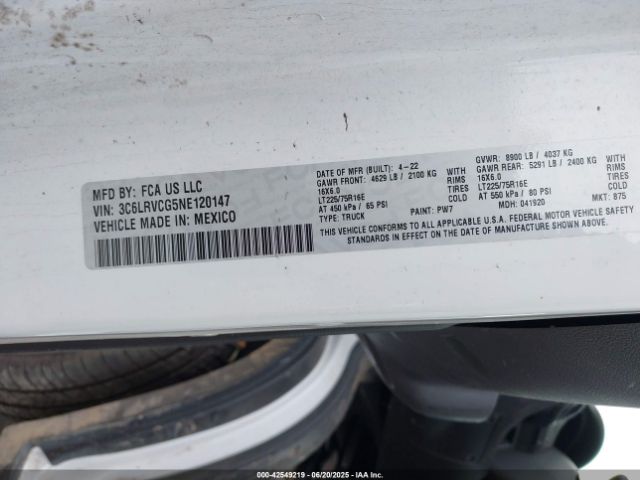 MFD BY: FCA US LLC
VIN: 3C6LRVCG5NE120147
VEHICLE MADE IN: MEXICO
DATE OF MFR (BUILT): 4-22
GAWR FRONT: 4629 LB / 2100 KG WITH
16X6.0 RIMS
LT225/75R16E
AT 450 kPa / 65 PSI COLD
TYPE: TRUCK PAINT: PW7
GVWR: 8900 LB / 4037 KG
GAWR REAR: 5291 LB / 2400 KG WITH
16X6.0 RIMS
LT225/75R16E
AT 550 kPa / 80 PSI COLD
MDH: 041920 MKT: 875
THIS VEHICLE CONFORMS TO ALL APPLICABLE U.S.A. FEDERAL MOTOR VEHICLE SAFETY
STANDARDS IN EFFECT ON THE DATE OF MANUFACTURE SHOWN ABOVE.
000-42549219 - 06/20/2025 - COPYRIGHT IAA, LLC.